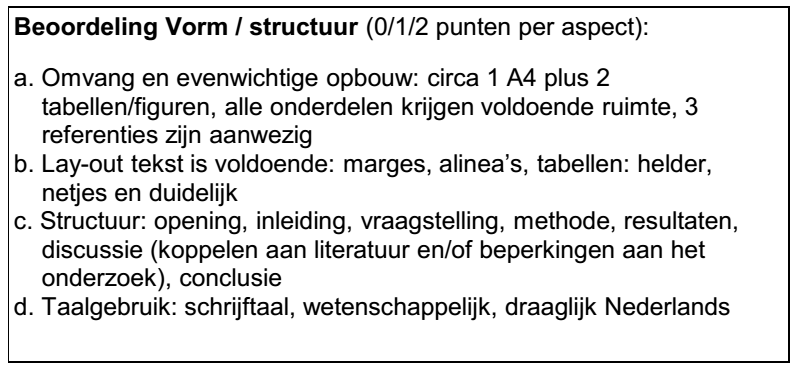 Beoordeling Vorm / structuur (0/1/2 punten per aspect):
a. Omvang en evenwichtige opbouw: circa 1 A4 plus 2
tabellen/figuren, alle onderdelen krijgen voldoende ruimte, 3
referenties zijn aanwezig
b. Lay-out tekst is voldoende: marges, alinea's, tabellen: helder,
netjes en duidelijk
c. Structuur: opening, inleiding, vraagstelling, methode, resultaten,
discussie (koppelen aan literatuur en/of beperkingen aan het
onderzoek), conclusie
d. Taalgebruik: schrijftaal, wetenschappelijk, draaglijk Nederlands